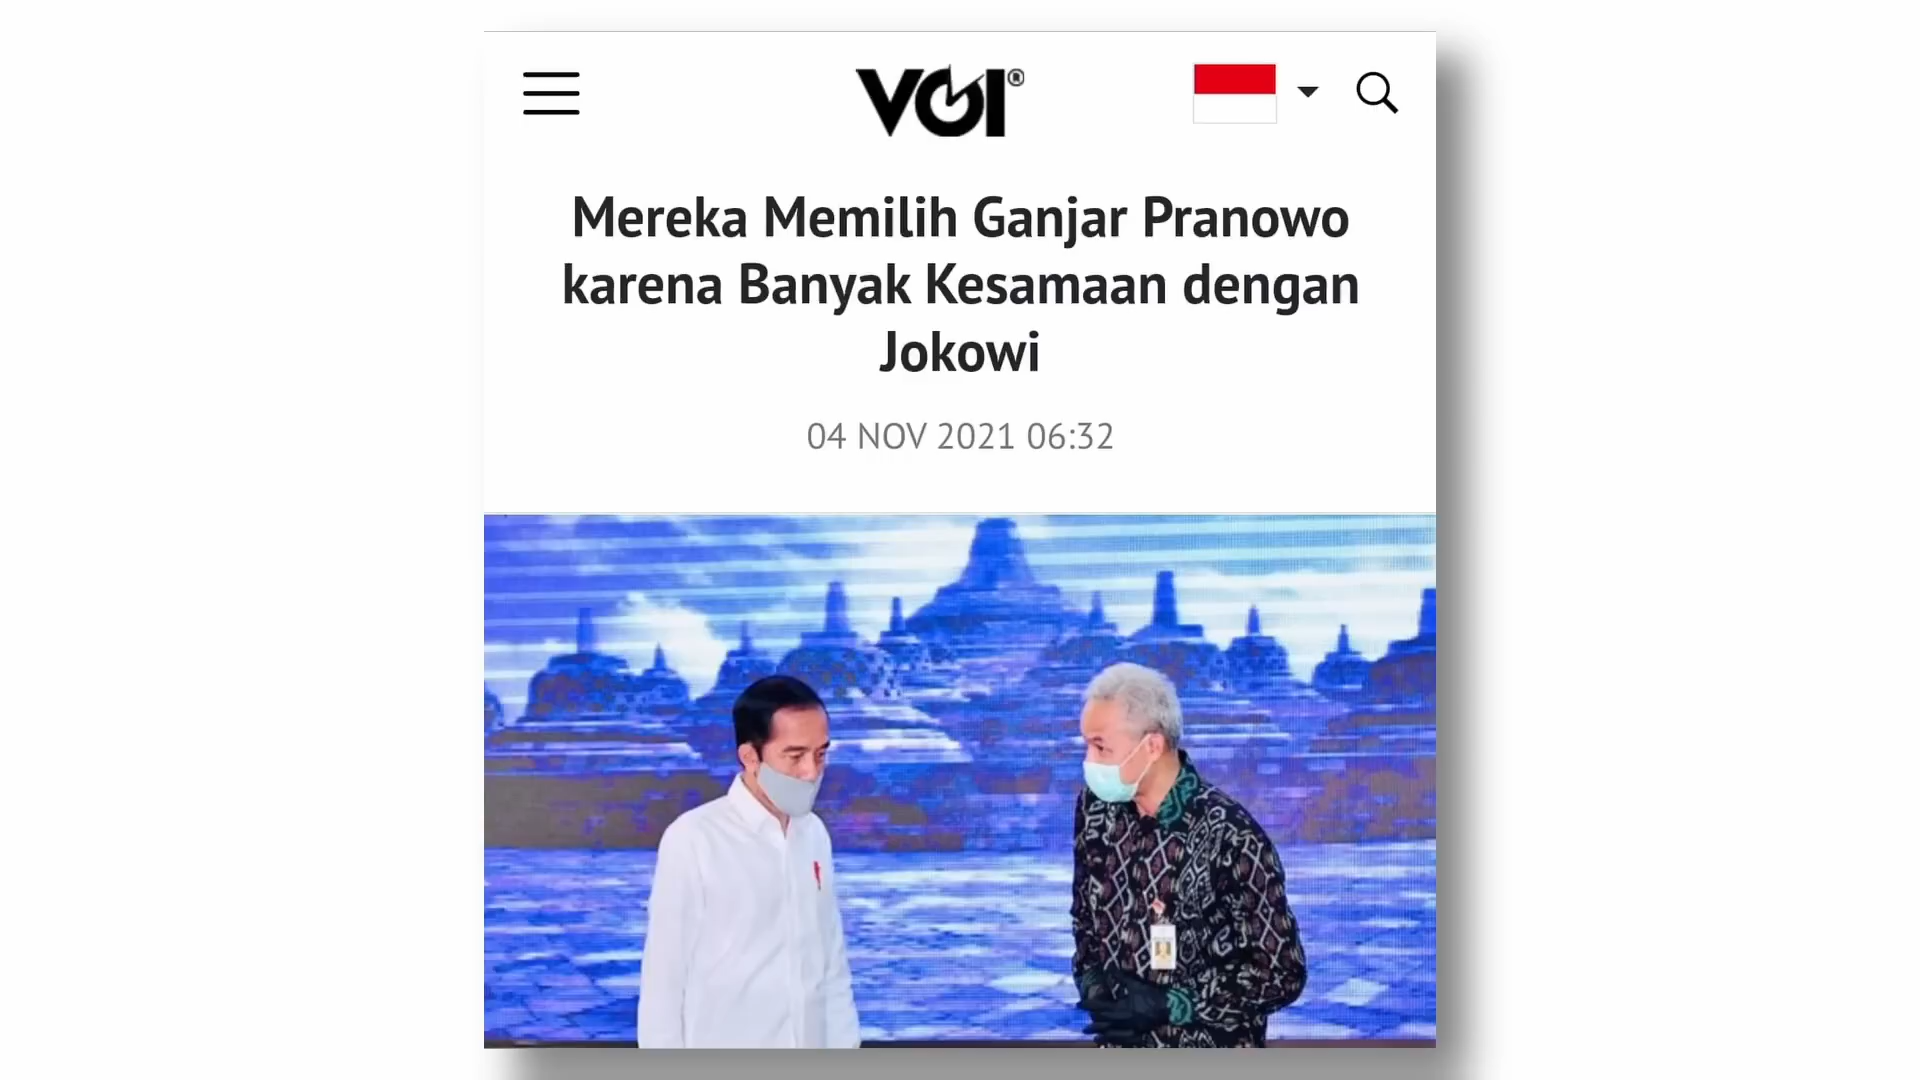 VOI®
Mereka Memilih Ganjar Pranowo
karena Banyak Kesamaan dengan
Jokowi
04 NOV 2021 06:32